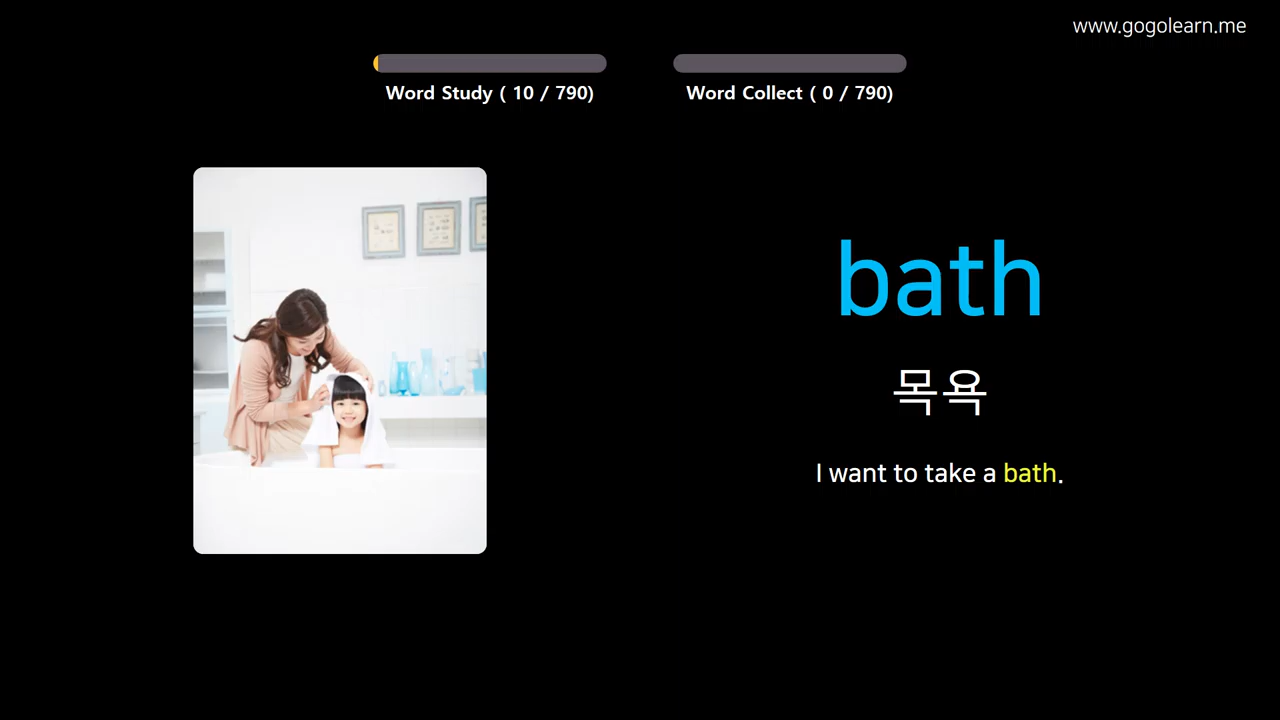 www.gogolearn.me
Word Study ( 10 / 790)
Word Collect ( 0 / 790)
bath
목욕
I want to take a bath.